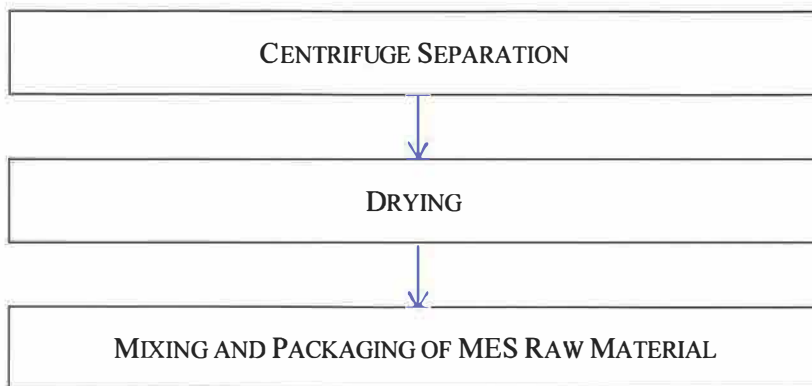 CENTRIFUGE SEPARATION
DRYING
MIXING AND PACKAGING OF MES RAW MATERIAL